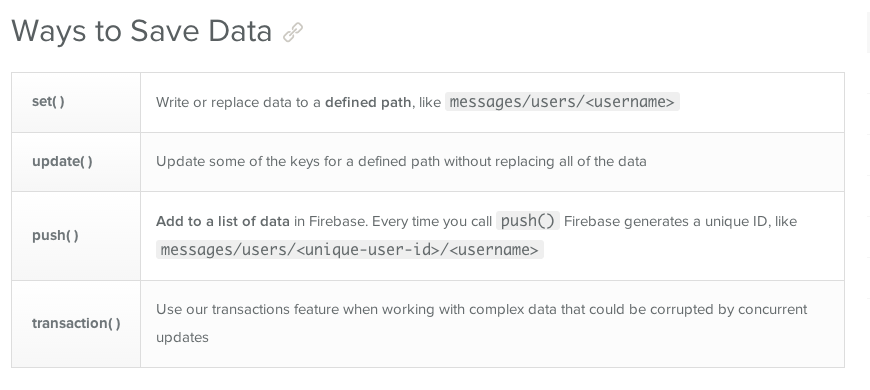 Ways to Save Data
set( )
Write or replace data to a defined path, like messages/users/<username>
update( )
Update some of the keys for a defined path without replacing all of the data
push( )
Add to a list of data in Firebase. Every time you call push() Firebase generates a unique ID, like
messages/users/<unique-user-id>/<username>
transaction( )
Use our transactions feature when working with complex data that could be corrupted by concurrent
updates